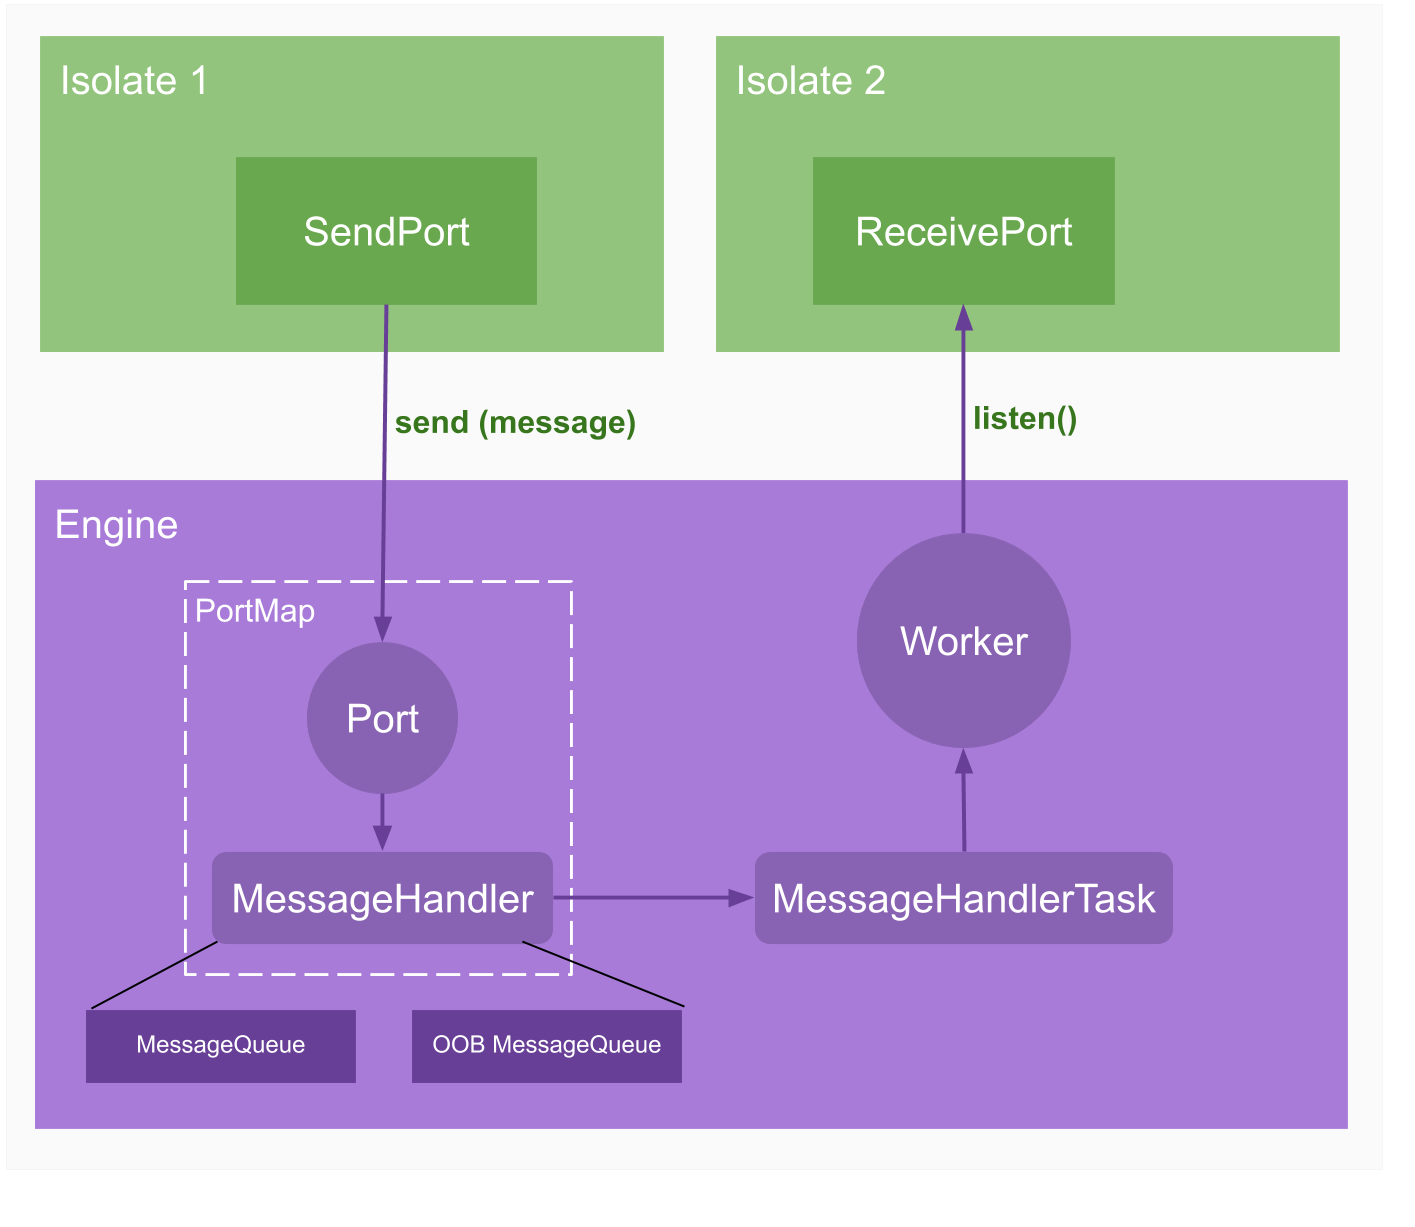 Isolate 1
Isolate 2
SendPort
ReceivePort
send (message)
listen()
Engine
PortMap
Port
Worker
MessageHandler
MessageHandlerTask
MessageQueue
OOB MessageQueue